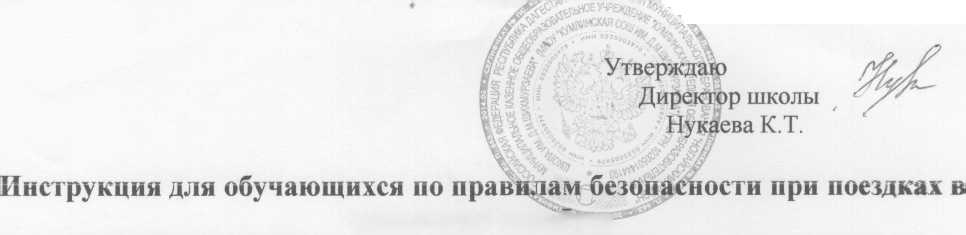 Утверждаю
Директор школы
Нукаева К.Т.
Инструкция для обучающихся по правилам безопасности при поездках в